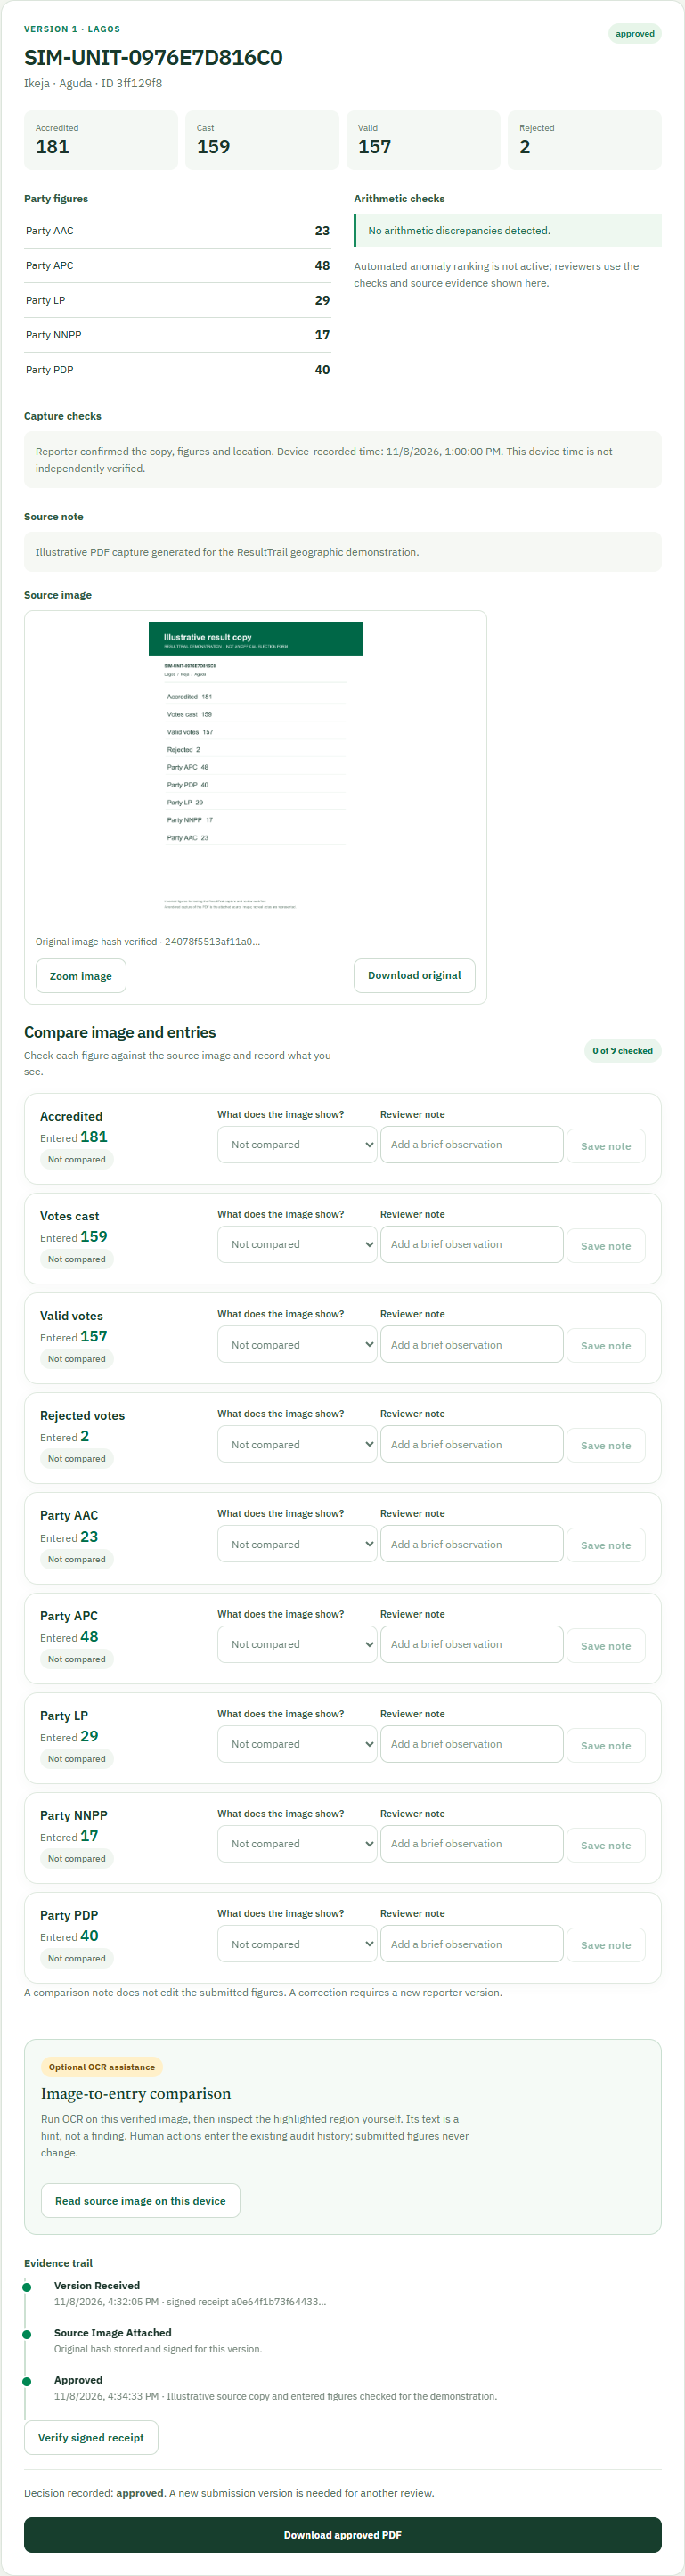 VERSION 1 · LAGOS
SIM-UNIT-0976E7D816C0
approved
Ikeja · Aguda · ID 3ff129f8
Accredited
181
Cast
159
Valid
157
Rejected
2
Party figures
Party AAC 23
Party APC 48
Party LP 29
Party NNPP 17
Party PDP 40
Arithmetic checks
No arithmetic discrepancies detected.
Automated anomaly ranking is not active; reviewers use the
checks and source evidence shown here.
Capture checks
Reporter confirmed the copy, figures and location. Device-recorded time: 11/8/2026, 1:00:00 PM. This device time is not
independently verified.
Source note
Illustrative PDF capture generated for the ResultTrail geographic demonstration.
Source image
Illustrative result copy
RESULTTRAIL DEMONSTRATION / NOT AN OFFICIAL ELECTION FORM
SIM-UNIT-0976E7D816C0
Lagos / Ikeja / Aguda
Accredited 181
Votes cast 159
Valid votes 157
Rejected 2
Party APC 48
Party PDP 40
Party LP 29
Party NNPP 17
Party AAC 23
Original image hash verified · 24078f5513af11a0...
Zoom image
Download original
Compare image and entries
Check each figure against the source image and record what you
see.
0 of 9 checked
Accredited
Entered 181
Not compared
What does the image show?
Not compared
Reviewer note
Add a brief observation
Save note
Votes cast
Entered 159
Not compared
What does the image show?
Not compared
Reviewer note
Add a brief observation
Save note
Valid votes
Entered 157
Not compared
What does the image show?
Not compared
Reviewer note
Add a brief observation
Save note
Rejected votes
Entered 2
Not compared
What does the image show?
Not compared
Reviewer note
Add a brief observation
Save note
Party AAC
Entered 23
Not compared
What does the image show?
Not compared
Reviewer note
Add a brief observation
Save note
Party APC
Entered 48
Not compared
What does the image show?
Not compared
Reviewer note
Add a brief observation
Save note
Party LP
Entered 29
Not compared
What does the image show?
Not compared
Reviewer note
Add a brief observation
Save note
Party NNPP
Entered 17
Not compared
What does the image show?
Not compared
Reviewer note
Add a brief observation
Save note
Party PDP
Entered 40
Not compared
What does the image show?
Not compared
Reviewer note
Add a brief observation
Save note
A comparison note does not edit the submitted figures. A correction requires a new reporter version.
Optional OCR assistance
Image-to-entry comparison
Run OCR on this verified image, then inspect the highlighted region yourself. Its text is a
hint, not a finding. Human actions enter the existing audit history; submitted figures never
change.
Read source image on this device
Evidence trail
Version Received
11/8/2026, 4:32:05 PM · signed receipt a0e64f1b73f64433...
Source Image Attached
Original hash stored and signed for this version.
Approved
11/8/2026, 4:34:33 PM · Illustrative source copy and entered figures checked for the demonstration.
Verify signed receipt
Decision recorded: approved. A new submission version is needed for another review.
Download approved PDF